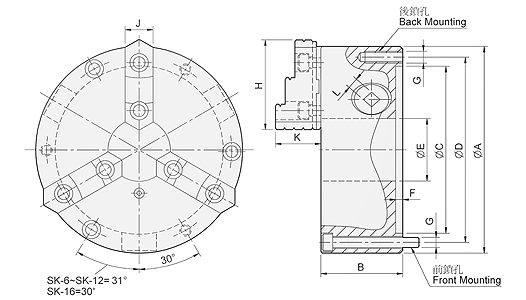 後鎖孔
Back Mounting
J
H
G
L
K
ØE
ØC
ØD
ØA
F
G
B
30°
前鎖孔
Front Mounting
SK-6~SK-12= 31°
SK-16=30°